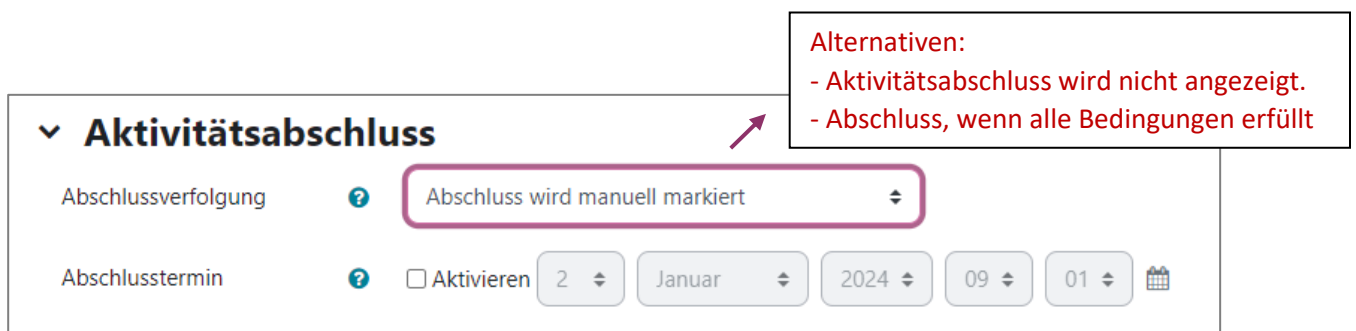 Alternativen:
- Aktivitätsabschluss wird nicht angezeigt.
- Abschluss, wenn alle Bedingungen erfüllt
Aktivitätsabschluss
Abschlussverfolgung ? Abschluss wird manuell markiert
Abschlusstermin ? Aktivieren 2 Januar 2024 09 01